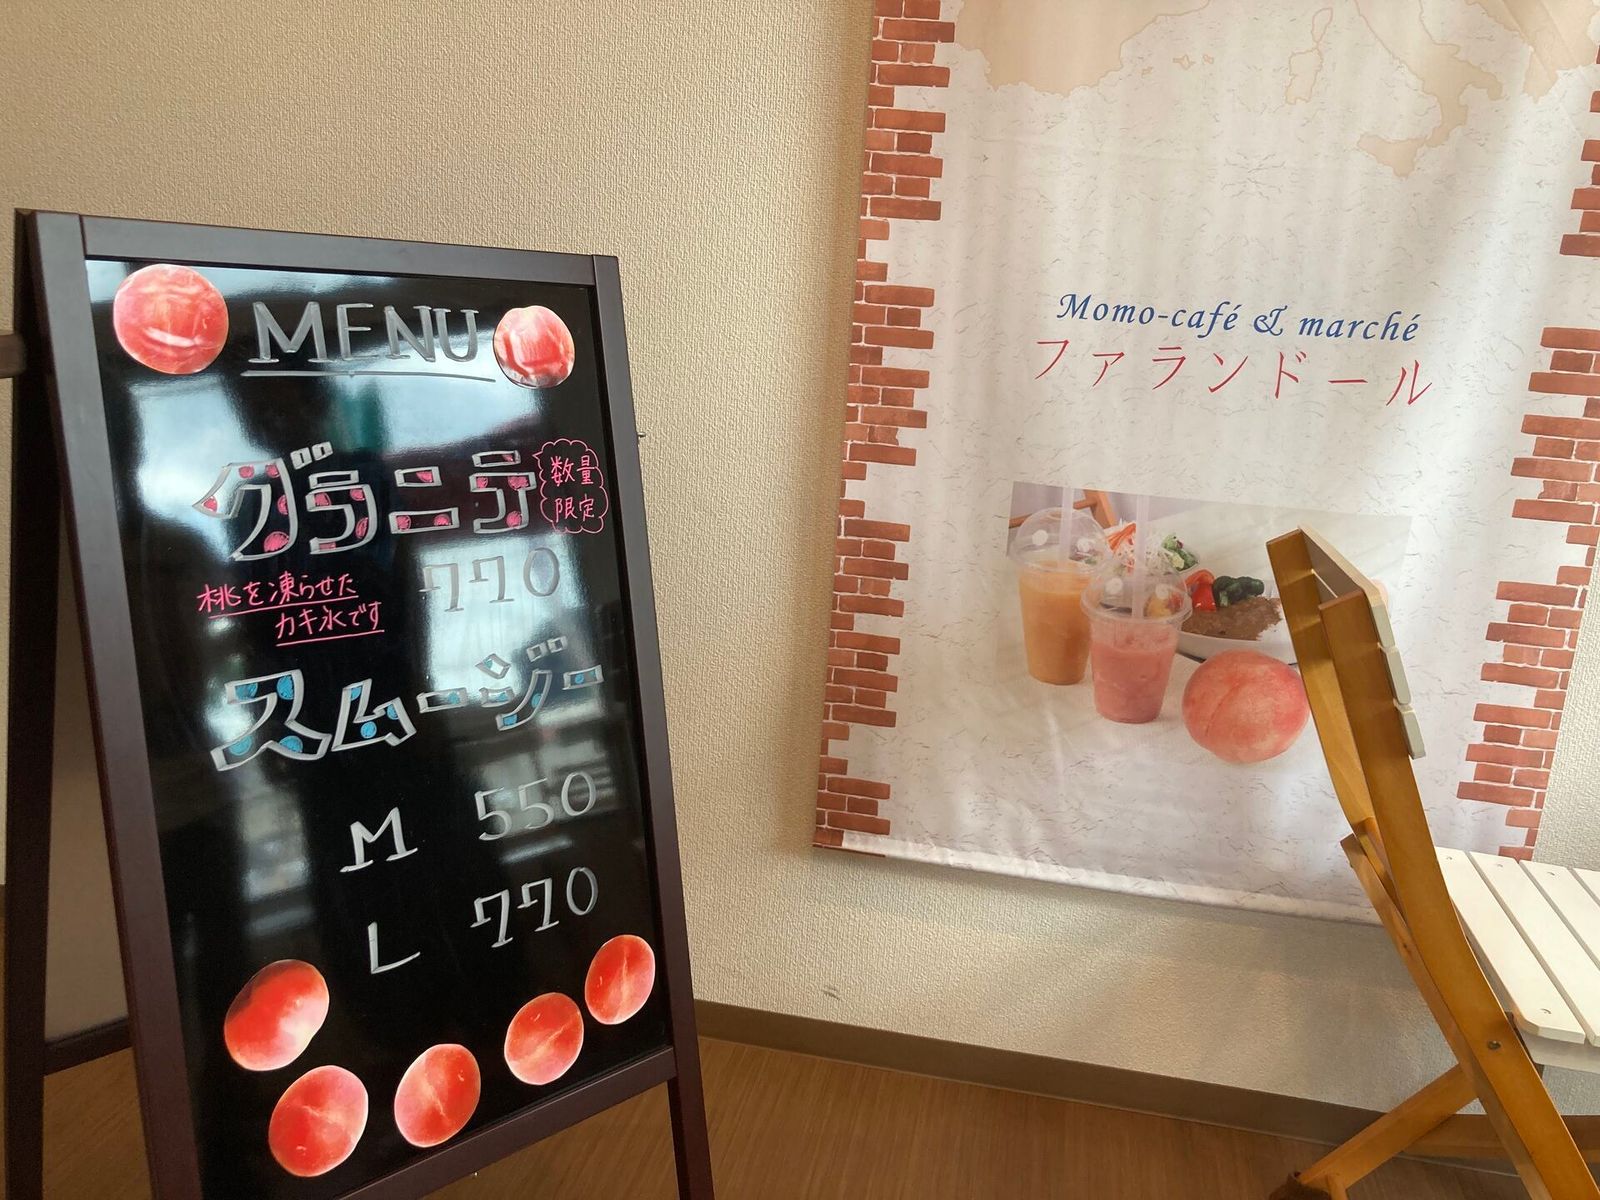 MENU
グラニテ
数量
限定
770
桃を凍らせた
カキ氷です
スムージー
M 550
L 770
Momo-café & marché
ファランドール